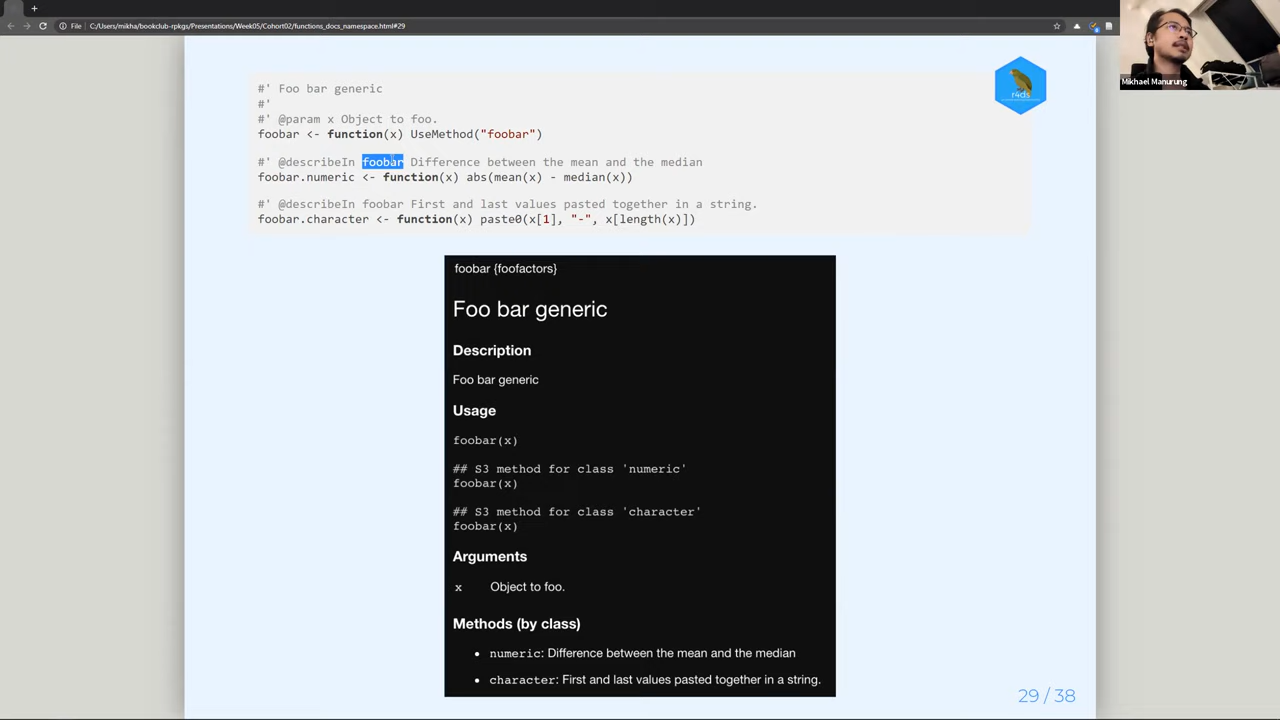 File
C:/Users/mikha/bookclub-rpkgs/Presentations/Week05/Cohort02/functions_docs_namespace.html#29
Mikhael Manurung
r4ds
#' Foo bar generic
#'
#' @param x Object to foo.
foobar <- function(x) UseMethod("foobar")
#' @describeIn foobar Difference between the mean and the median
foobar.numeric <- function(x) abs(mean(x) - median(x))
#' @describeIn foobar First and last values pasted together in a string.
foobar.character <- function(x) paste0(x[1], "-", x[length(x)])
foobar {foofactors}
Foo bar generic
Description
Foo bar generic
Usage
foobar(x)
## S3 method for class 'numeric'
foobar(x)
## S3 method for class 'character'
foobar(x)
Arguments
x Object to foo.
Methods (by class)
• numeric: Difference between the mean and the median
• character: First and last values pasted together in a string.
29 / 38